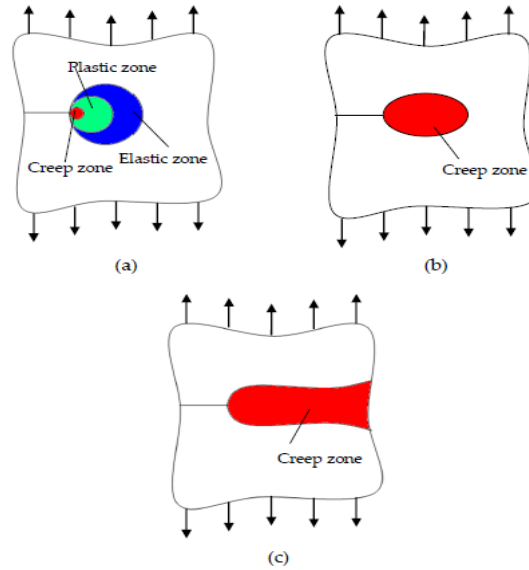 Plastic zone
Elastic zone
Creep zone
(a)
Creep zone
(b)
Creep zone
(c)